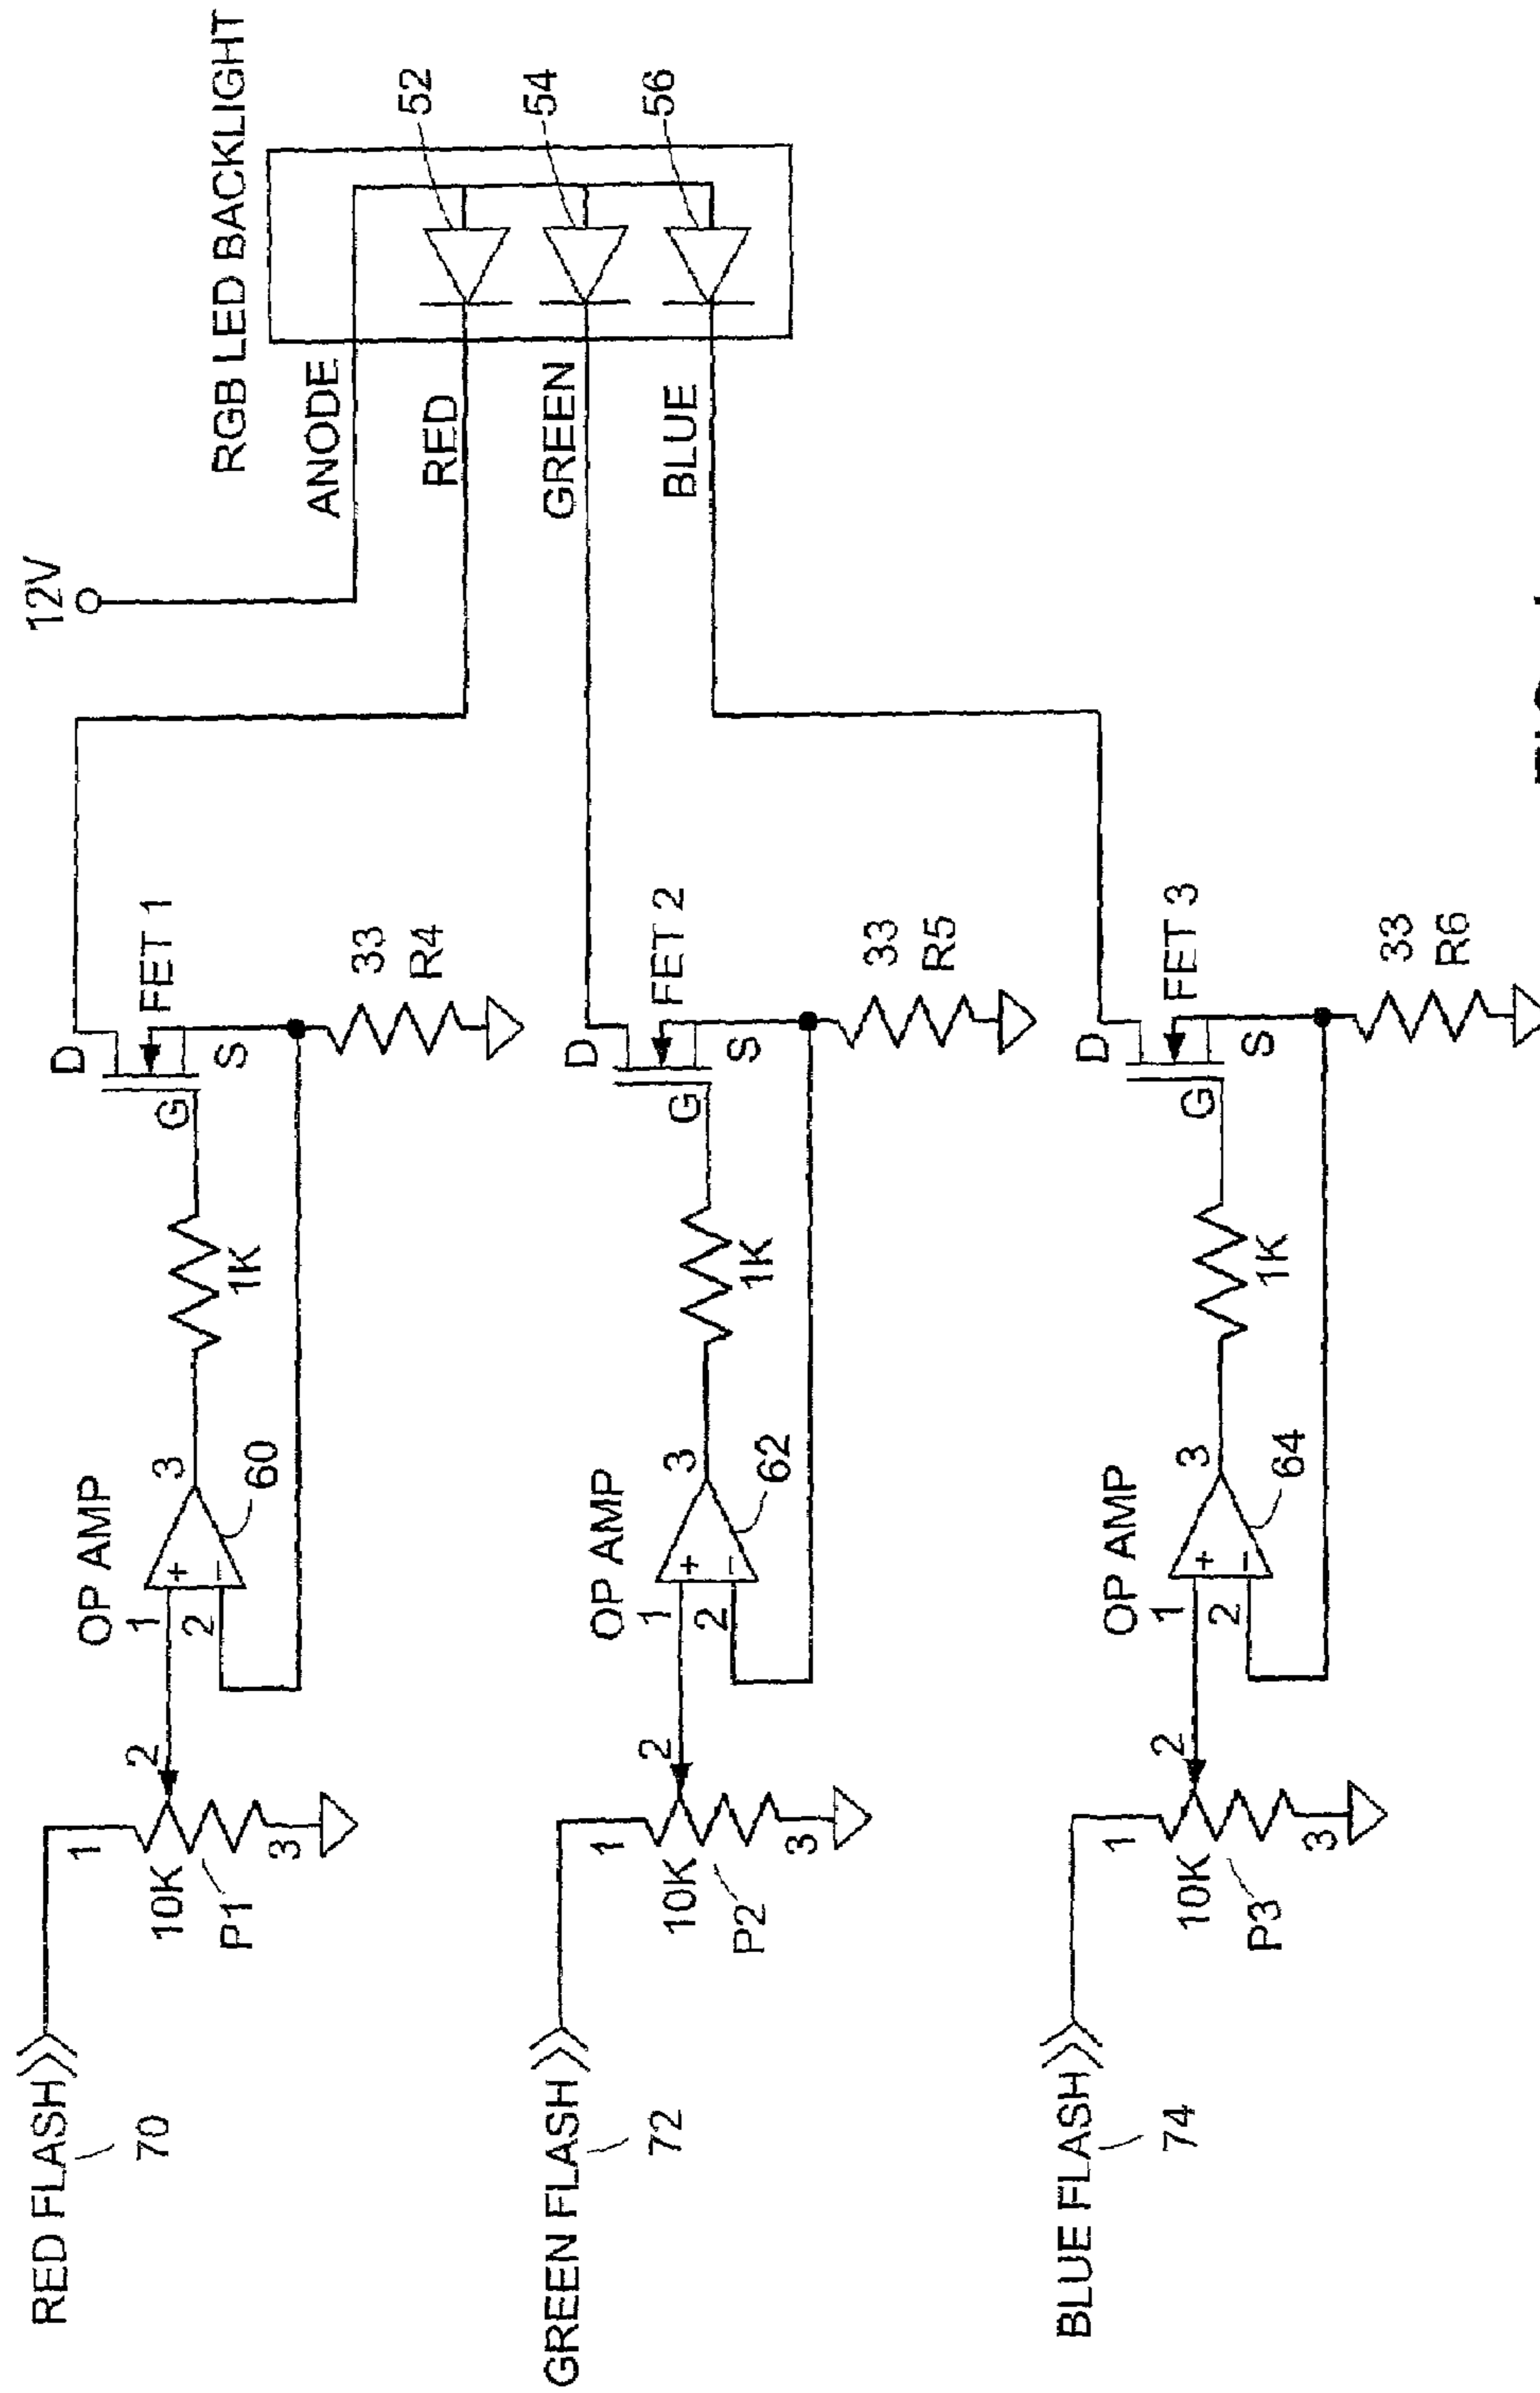 12V
RGB LED BACKLIGHT
ANODE
RED
GREEN
BLUE
52
54
56
RED FLASH
70
1
10K
P1
3
2
OP AMP
1
2
+
−
3
60
1K
D
G
S
FET 1
33
R4
GREEN FLASH
72
1
10K
P2
3
2
OP AMP
1
2
+
−
3
62
1K
D
G
S
FET 2
33
R5
BLUE FLASH
74
1
10K
P3
3
2
OP AMP
1
2
+
−
3
64
1K
D
G
S
FET 3
33
R6